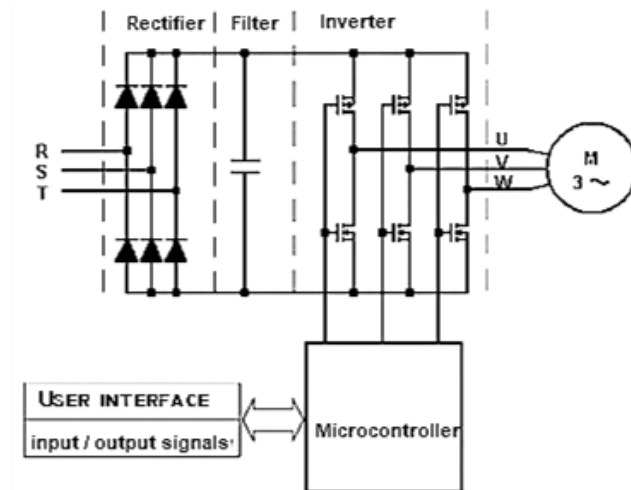 Rectifier Filter Inverter
R
S
T
U
V
W
M
3 ~
USER INTERFACE
input / output signals
Microcontroller